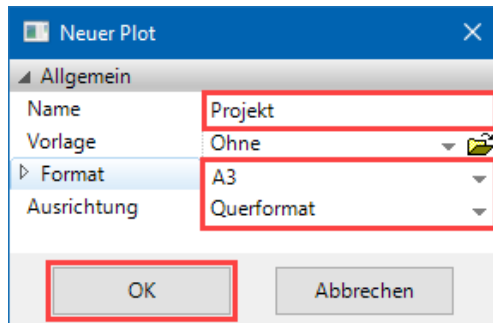 Neuer Plot
Allgemein
Name Projekt
Vorlage Ohne
Format A3
Ausrichtung Querformat
OK Abbrechen